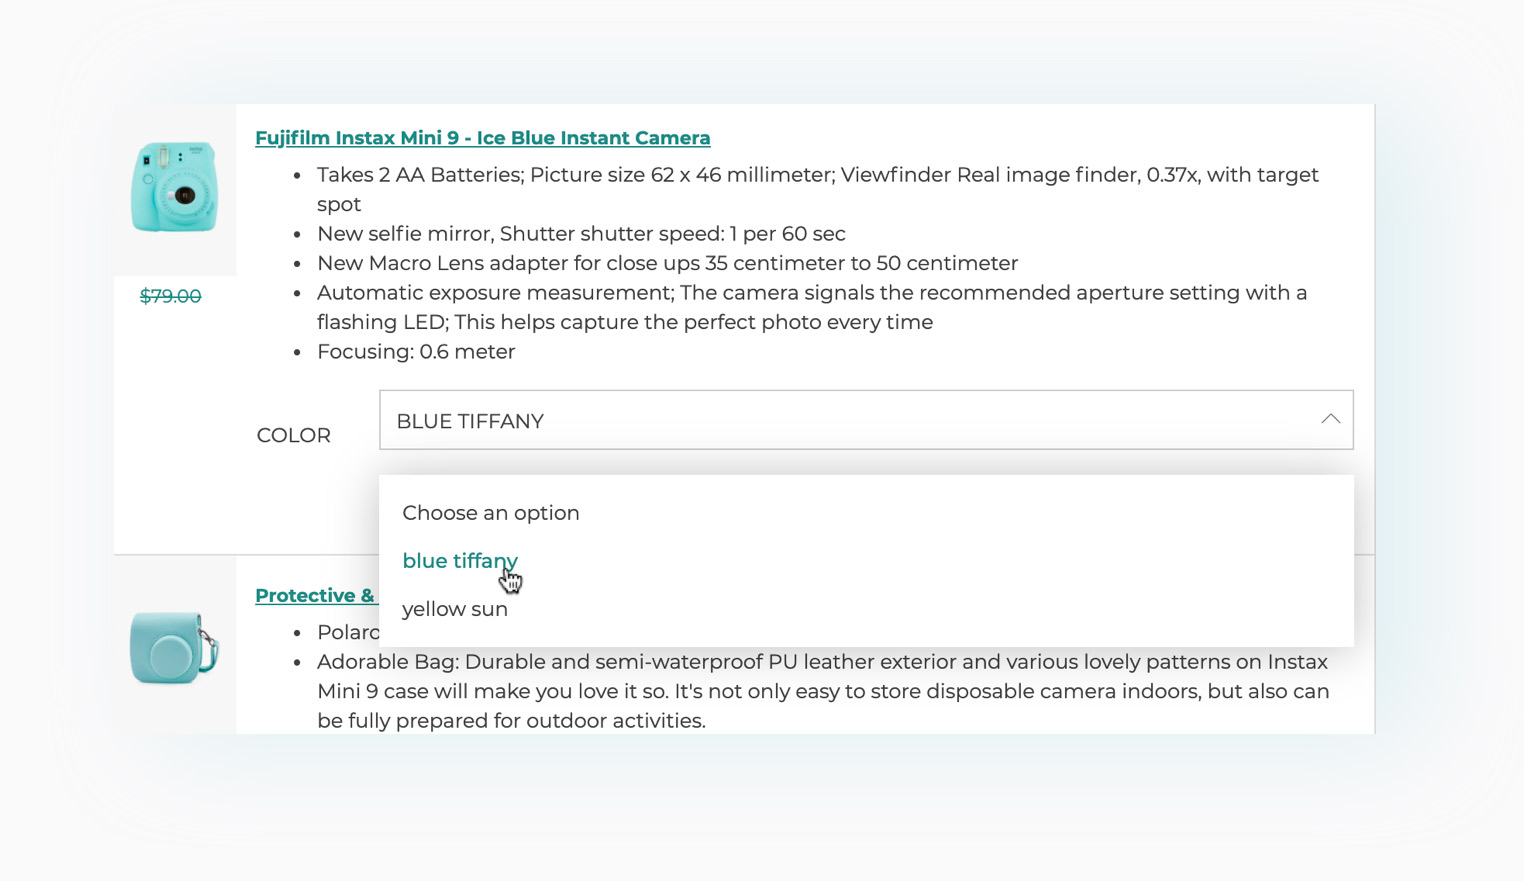 Fujifilm Instax Mini 9 - Ice Blue Instant Camera
• Takes 2 AA Batteries; Picture size 62 x 46 millimeter; Viewfinder Real image finder, 0.37x, with target
spot
• New selfie mirror, Shutter shutter speed: 1 per 60 sec
• New Macro Lens adapter for close ups 35 centimeter to 50 centimeter
$79.00
• Automatic exposure measurement; The camera signals the recommended aperture setting with a
flashing LED; This helps capture the perfect photo every time
• Focusing: 0.6 meter
COLOR
BLUE TIFFANY
Choose an option
blue tiffany
yellow sun
Protective &
• Polaro
• Adorable Bag: Durable and semi-waterproof PU leather exterior and various lovely patterns on Instax
Mini 9 case will make you love it so. It's not only easy to store disposable camera indoors, but also can
be fully prepared for outdoor activities.